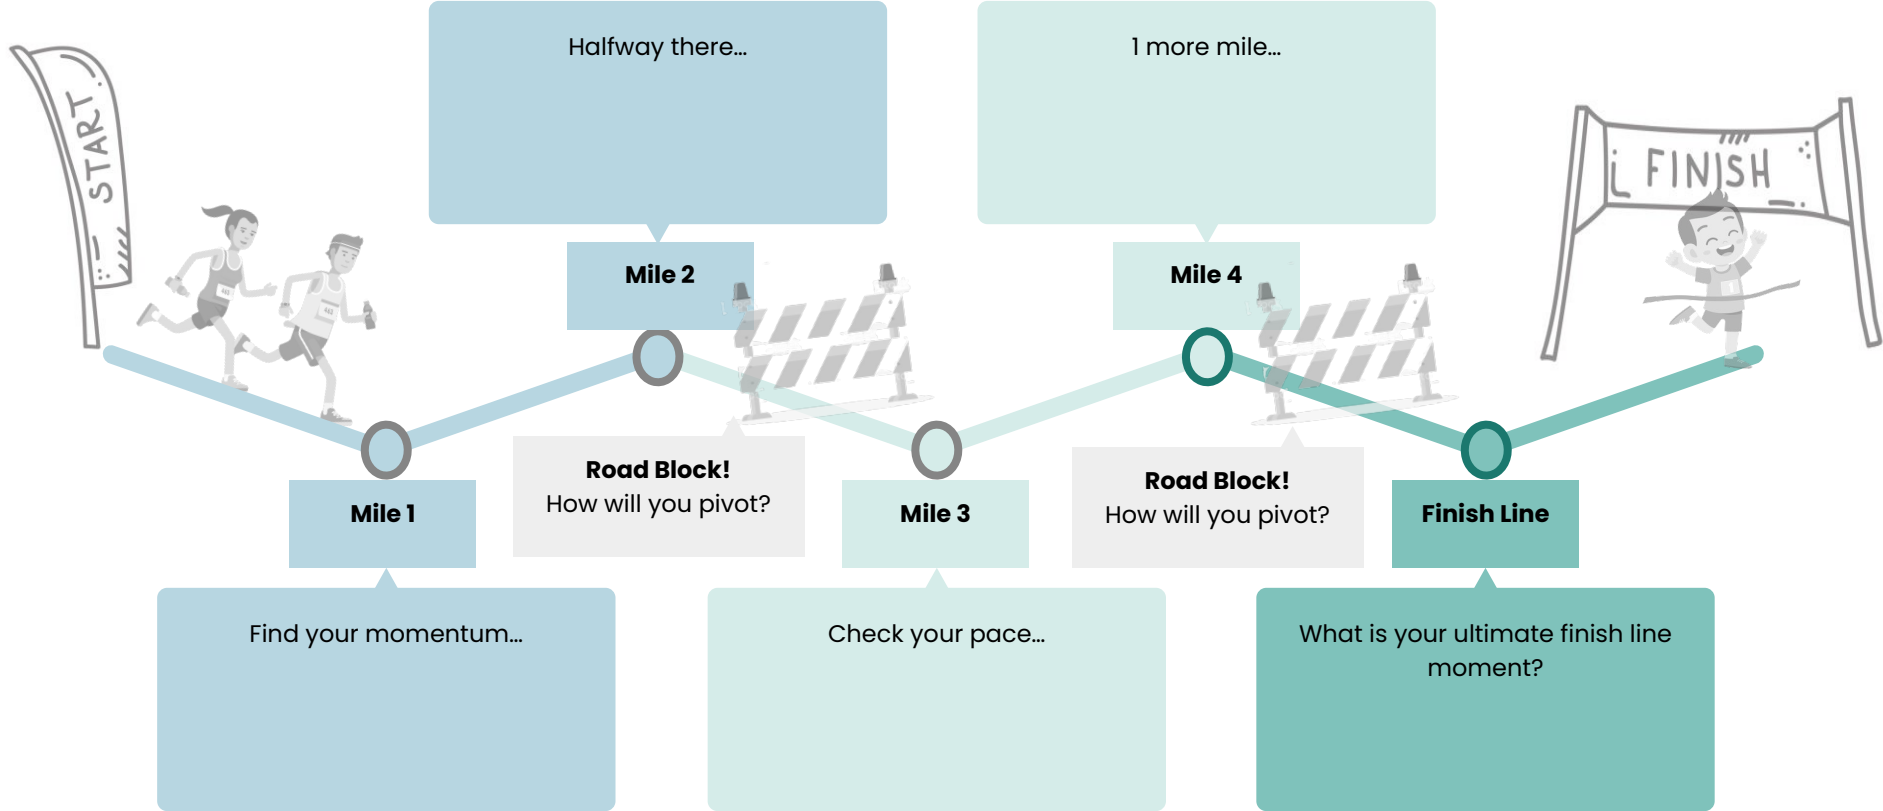 START
Halfway there...
1 more mile...
FINISH
Mile 2
Mile 4
Road Block!
How will you pivot?
Road Block!
How will you pivot?
Mile 1
Mile 3
Finish Line
Find your momentum...
Check your pace...
What is your ultimate finish line
moment?